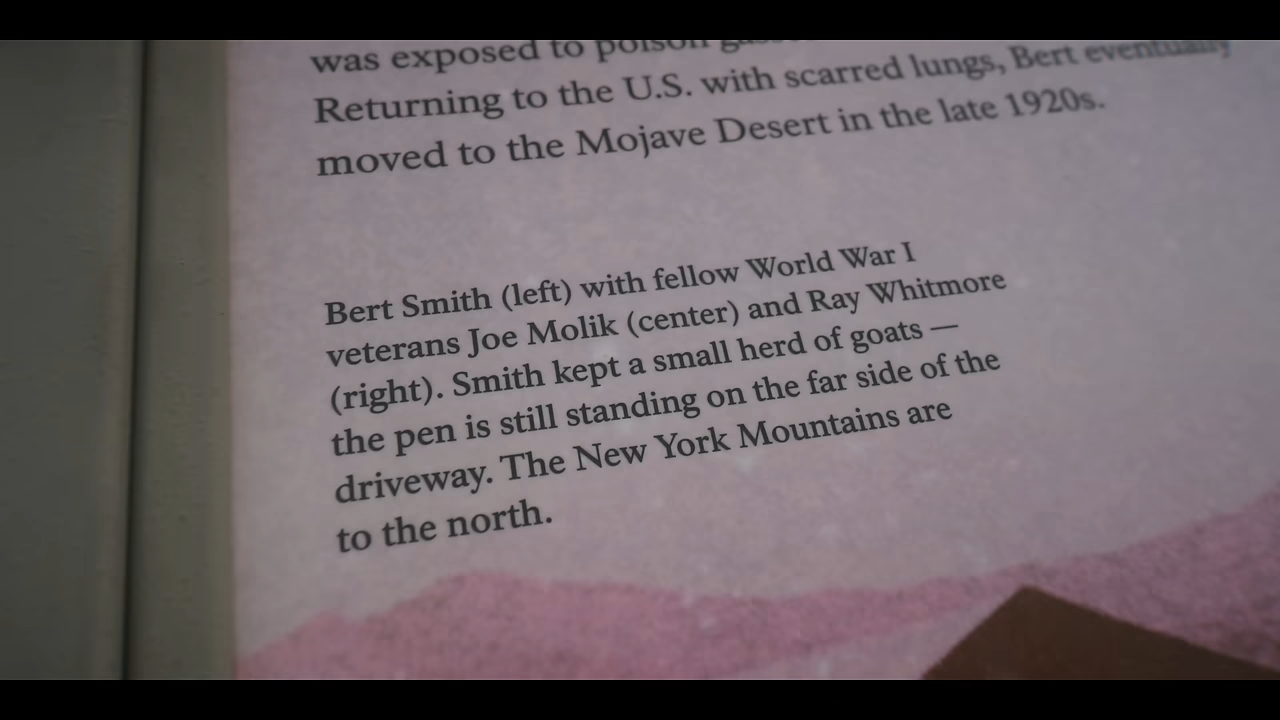 was exposed to poison
Returning to the U.S. with scarred lungs, Bert eventually
moved to the Mojave Desert in the late 1920s.
Bert Smith (left) with fellow World War I
veterans Joe Molik (center) and Ray Whitmore
(right). Smith kept a small herd of goats —
the pen is still standing on the far side of the
driveway. The New York Mountains are
to the north.